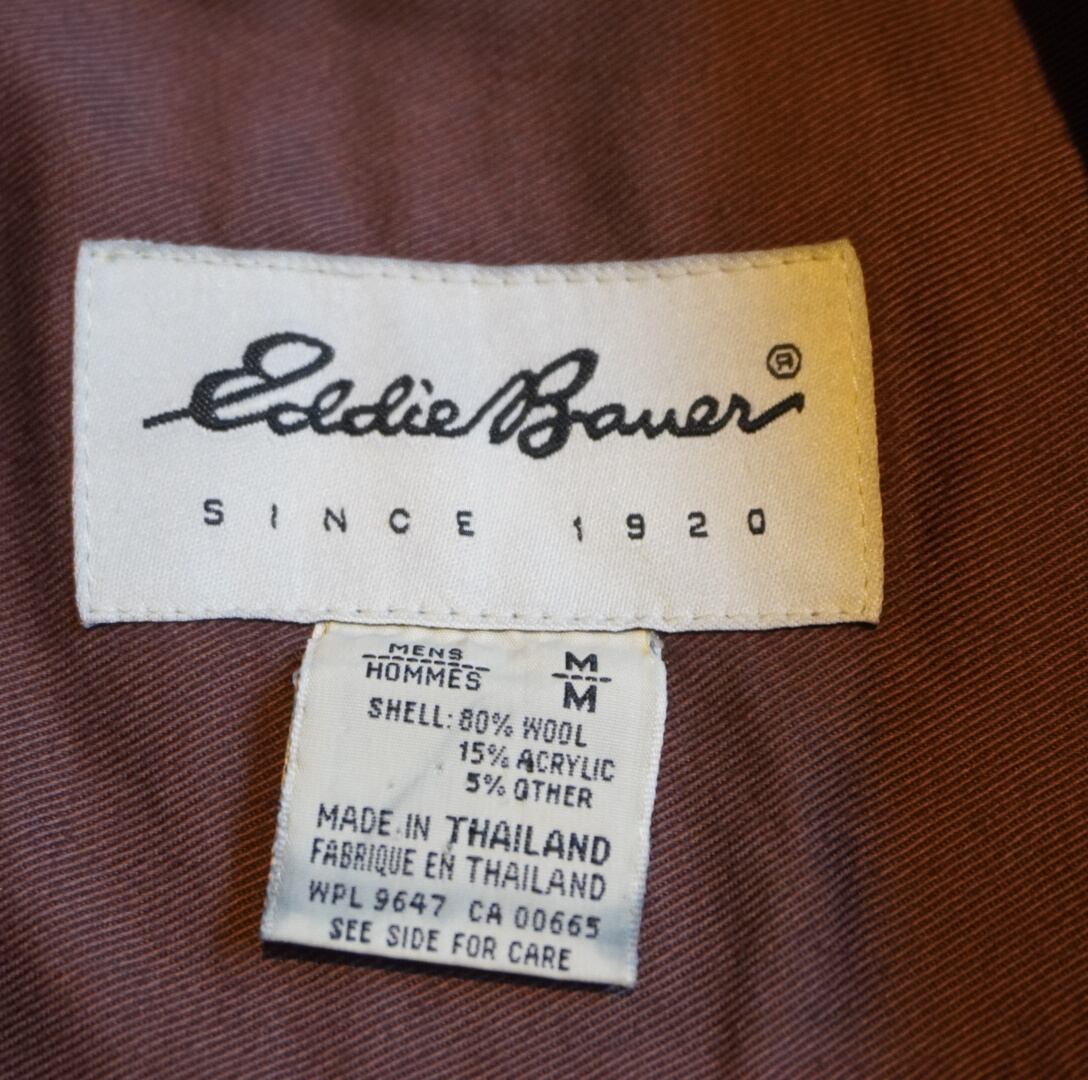 Eddie Bauer ®
SINCE 1920
MENS
HOMMES
M
M
SHELL: 80% WOOL
15% ACRYLIC
5% OTHER
MADE IN THAILAND
FABRIQUE EN THAILAND
WPL 9647 CA 00665
SEE SIDE FOR CARE